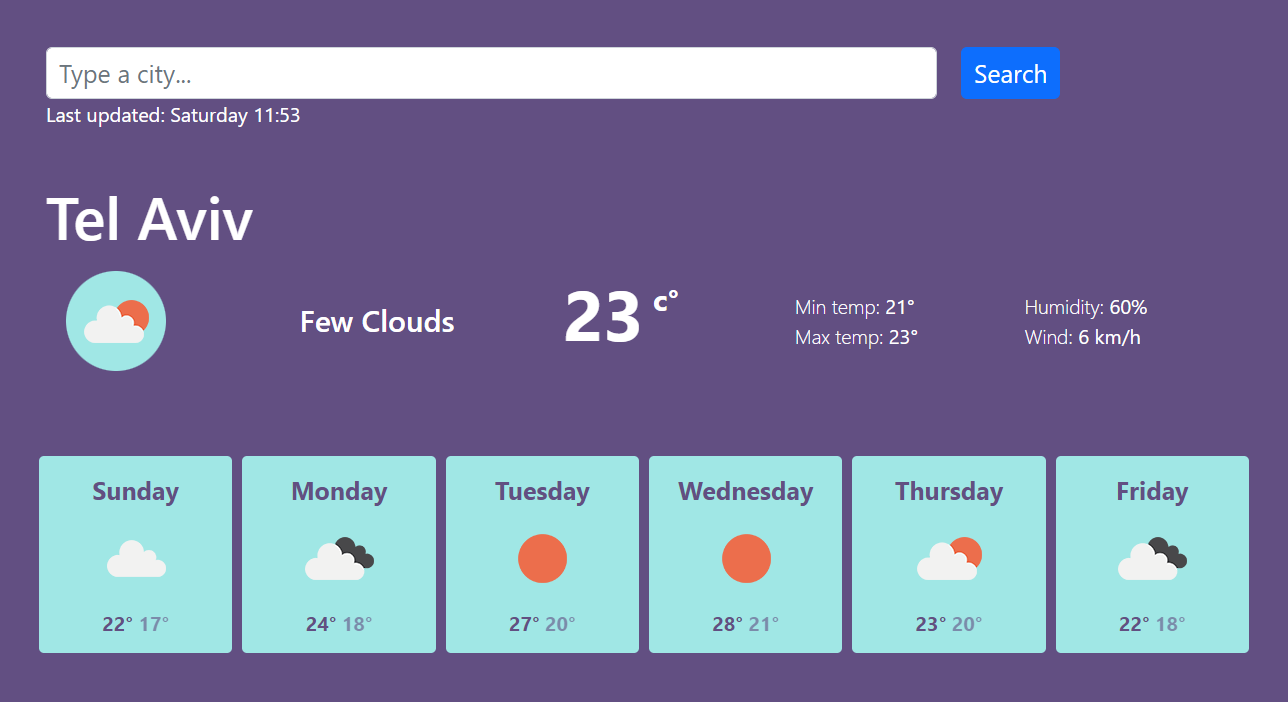 Type a city...
Search
Last updated: Saturday 11:53
Tel Aviv
Few Clouds
23 c°
Min temp: 21°
Max temp: 23°
Humidity: 60%
Wind: 6 km/h
Sunday
22° 17°
Monday
24° 18°
Tuesday
27° 20°
Wednesday
28° 21°
Thursday
23° 20°
Friday
22° 18°